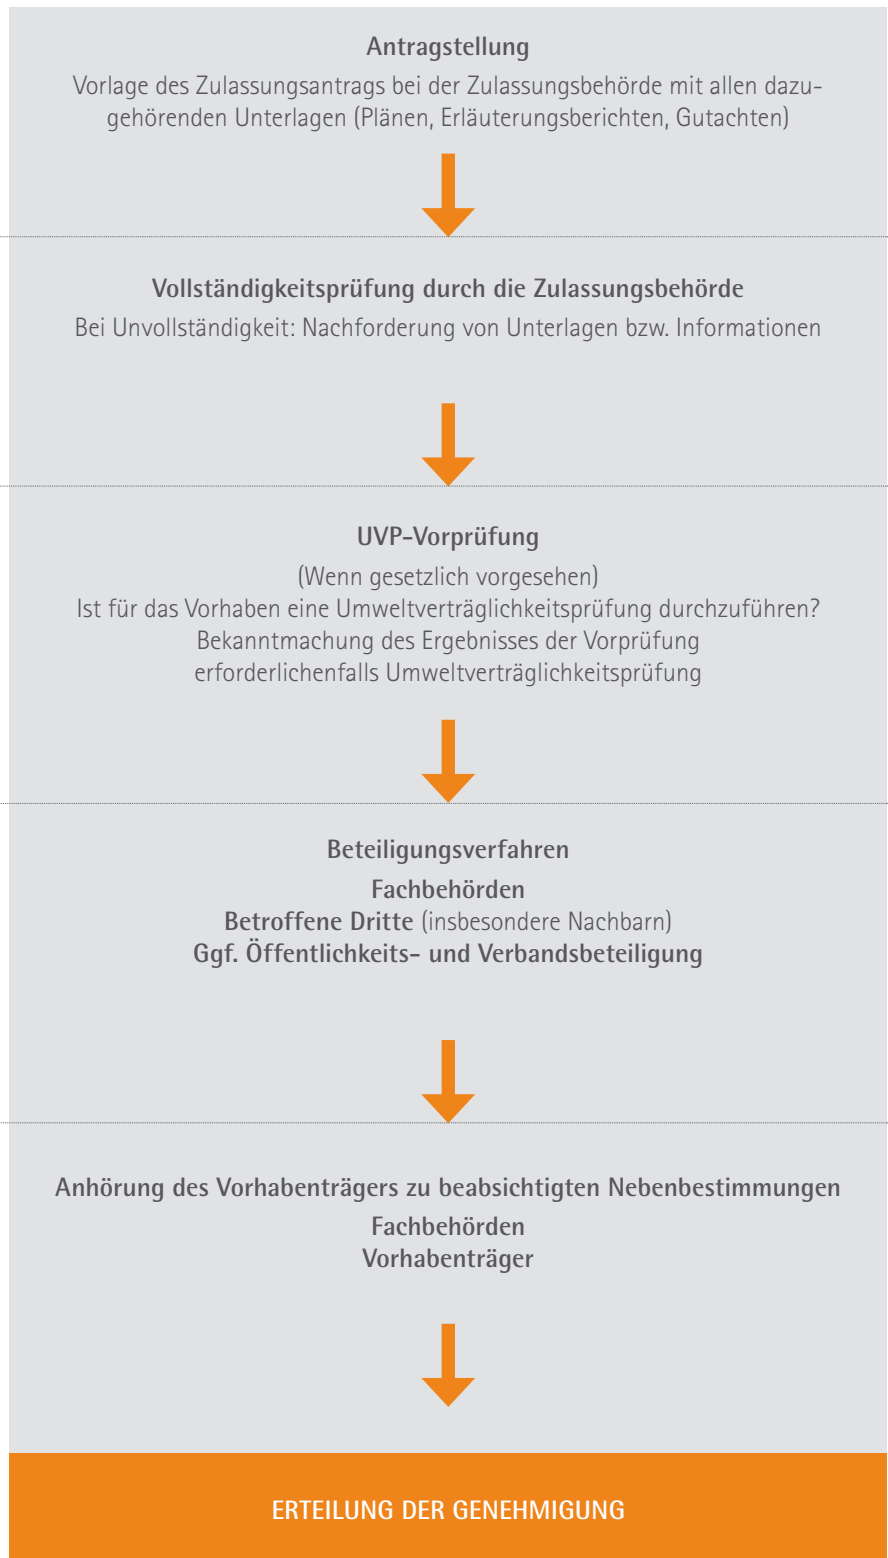 Antragstellung
Vorlage des Zulassungsantrags bei der Zulassungsbehörde mit allen dazu-
gehörenden Unterlagen (Plänen, Erläuterungsberichten, Gutachten)
Vollständigkeitsprüfung durch die Zulassungsbehörde
Bei Unvollständigkeit: Nachforderung von Unterlagen bzw. Informationen
UVP-Vorprüfung
(Wenn gesetzlich vorgesehen)
Ist für das Vorhaben eine Umweltverträglichkeitsprüfung durchzuführen?
Bekanntmachung des Ergebnisses der Vorprüfung
erforderlichenfalls Umweltverträglichkeitsprüfung
Beteiligungsverfahren
Fachbehörden
Betroffene Dritte (insbesondere Nachbarn)
Ggf. Öffentlichkeits- und Verbandsbeteiligung
Anhörung des Vorhabenträgers zu beabsichtigten Nebenbestimmungen
Fachbehörden
Vorhabenträger
ERTEILUNG DER GENEHMIGUNG